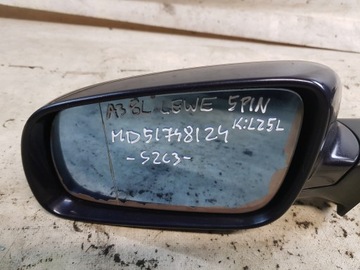 A3 8L LEWE 5PIN
MD51748124 K:LZ5L
-S2C3-